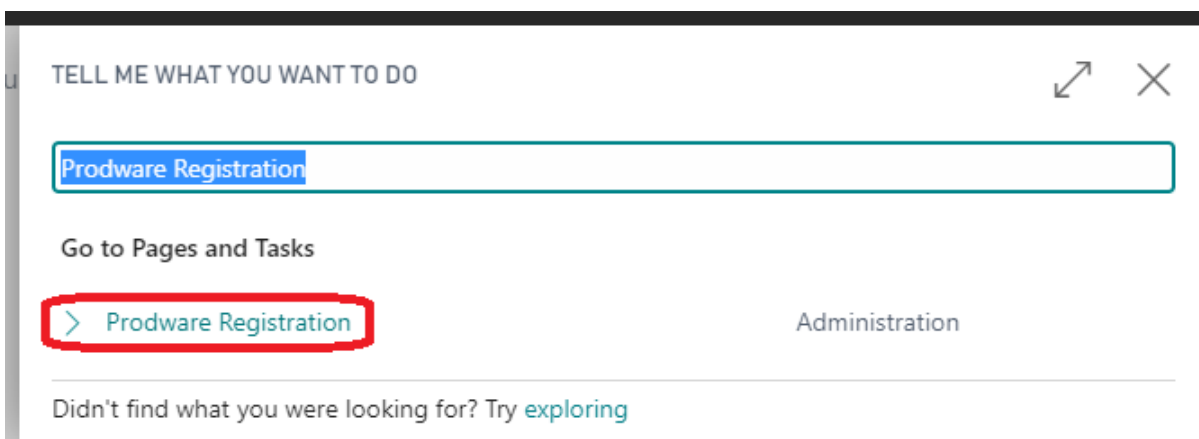 TELL ME WHAT YOU WANT TO DO
Prodware Registration
Go to Pages and Tasks
Prodware Registration Administration
Didn't find what you were looking for? Try exploring